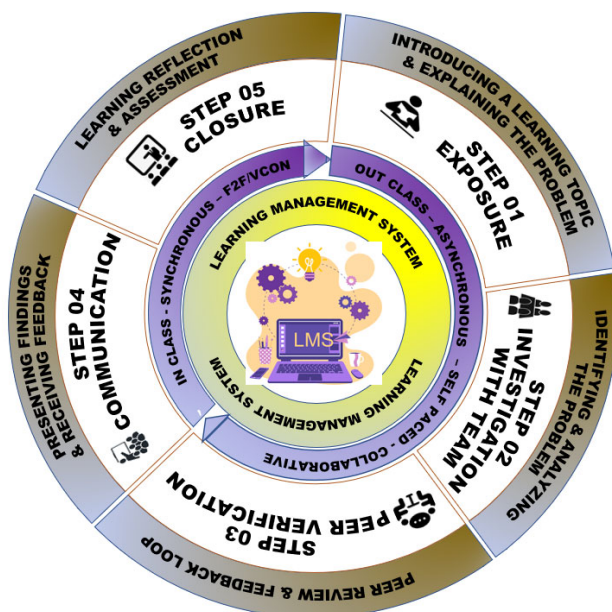 INTRODUCING A LEARNING TOPIC
& EXPLAINING THE PROBLEM
STEP 01
EXPOSURE
IDENTIFYING & ANALYZING
THE PROBLEM
STEP 02
INVESTIGATION
WITH TEAM
PEER REVIEW & FEEDBACK LOOP
STEP 03
PEER VERIFICATION
PRESENTING FINDINGS
& RECEIVING FEEDBACK
STEP 04
COMMUNICATION
LEARNING REFLECTION
& ASSESSMENT
STEP 05
CLOSURE
OUT CLASS – ASYNCHRONOUS – SELF PACED - COLLABORATIVE
IN CLASS - SYNCHRONOUS – F2F/VCON
LEARNING MANAGEMENT SYSTEM
LEARNING MANAGEMENT SYSTEM
LMS